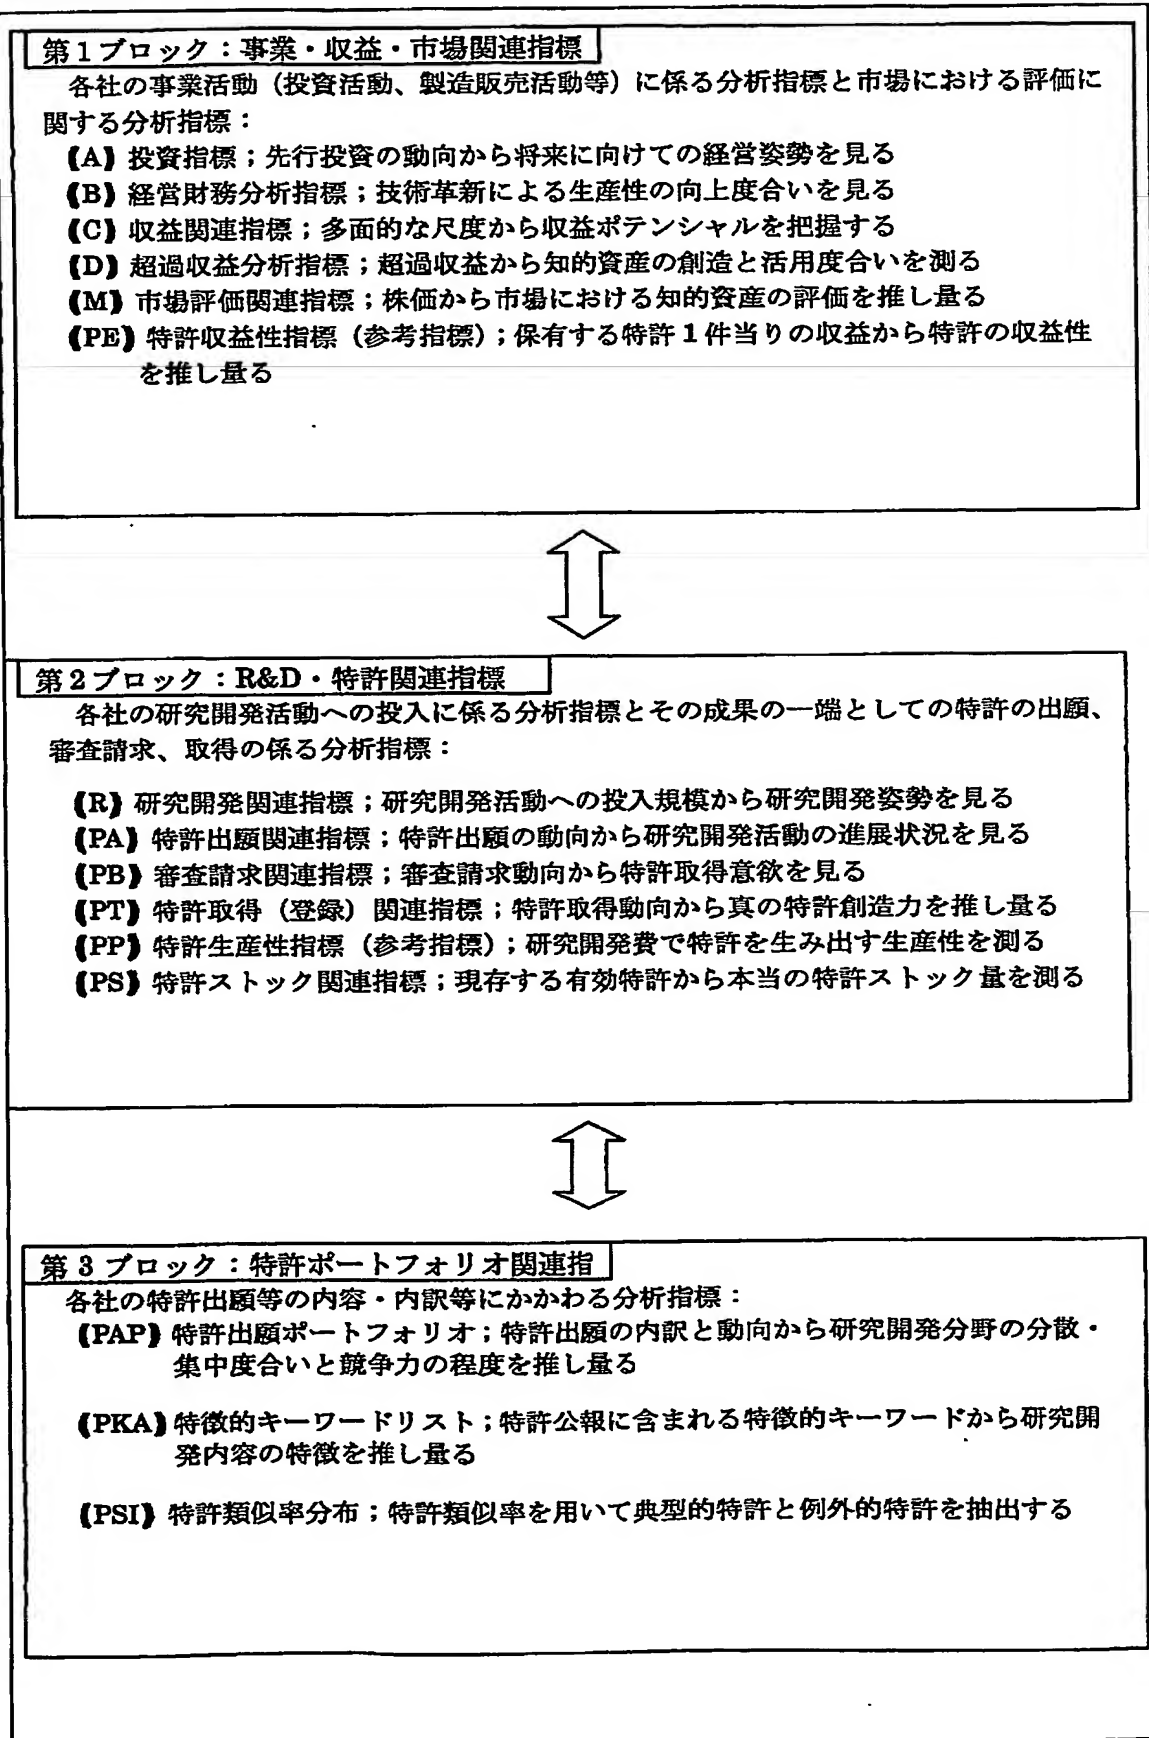 第1ブロック：事業・収益・市場関連指標
各社の事業活動（投資活動、製造販売活動等）に係る分析指標と市場における評価に
関する分析指標：
【A】投資指標；先行投資の動向から将来に向けての経営姿勢を見る
【B】経営財務分析指標；技術革新による生産性の向上度合いを見る
【C】収益関連指標；多面的な尺度から収益ポテンシャルを把握する
【D】超過収益分析指標；超過収益から知的資産の創造と活用度合いを測る
【M】市場評価関連指標；株価から市場における知的資産の評価を推し量る
【PE】特許収益性指標（参考指標）；保有する特許1件当りの収益から特許の収益性
を推し量る
第2ブロック：R&D・特許関連指標
各社の研究開発活動への投入に係る分析指標とその成果の一端としての特許の出願、
審査請求、取得の係る分析指標：
【R】研究開発関連指標；研究開発活動への投入規模から研究開発姿勢を見る
【PA】特許出願関連指標；特許出願の動向から研究開発活動の進展状況を見る
【PB】審査請求関連指標；審査請求動向から特許取得意欲を見る
【PT】特許取得（登録）関連指標；特許取得動向から真の特許創造力を推し量る
【PP】特許生産性指標（参考指標）；研究開発費で特許を生み出す生産性を測る
【PS】特許ストック関連指標；現存する有効特許から本当の特許ストック量を測る
第3ブロック：特許ポートフォリオ関連指
各社の特許出願等の内容・内訳等にかかわる分析指標：
【PAP】特許出願ポートフォリオ；特許出願の内訳と動向から研究開発分野の分散・
集中度合いと競争力の程度を推し量る
【PKA】特徴的キーワードリスト；特許公報に含まれる特徴的キーワードから研究開
発内容の特徴を推し量る
【PSI】特許類似率分布；特許類似率を用いて典型的特許と例外的特許を抽出する